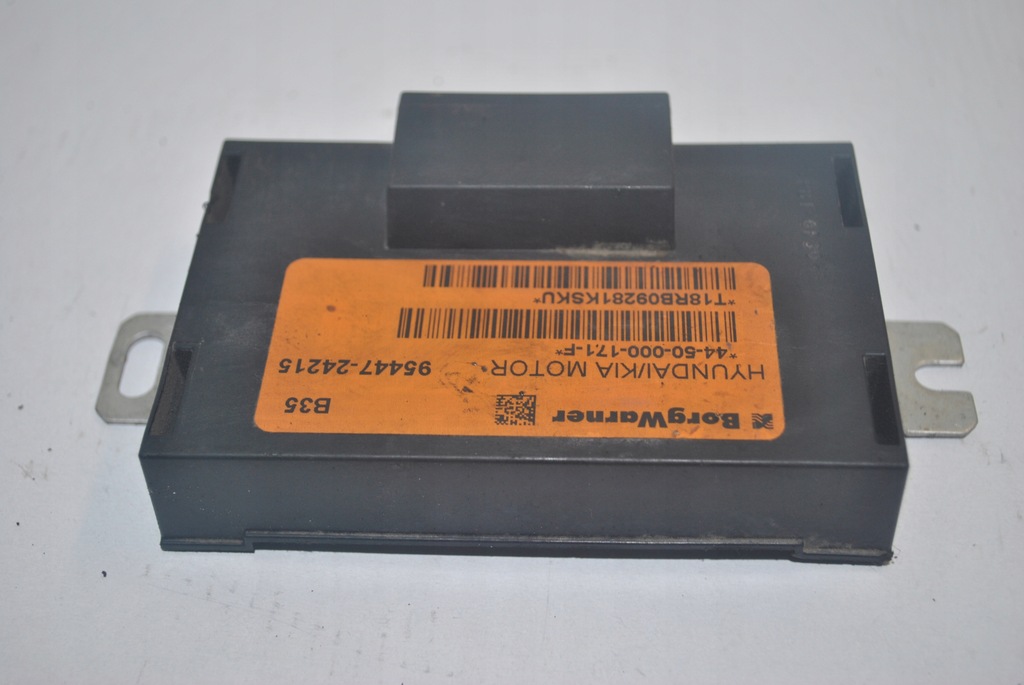 BorgWarner
B35
HYUNDAI/KIA MOTOR 95447-24215
*44-50-000-171-F*
*T18RB09281KSKU*